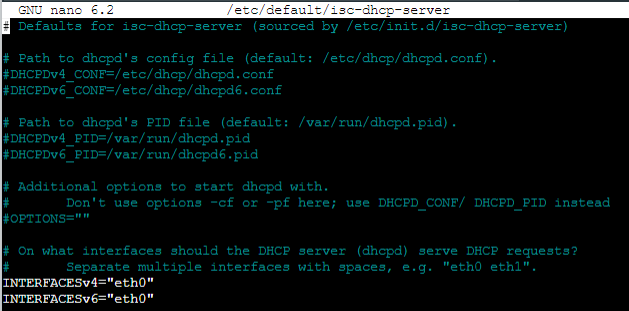 GNU nano 6.2 /etc/default/isc-dhcp-server
# Defaults for isc-dhcp-server (sourced by /etc/init.d/isc-dhcp-server)
# Path to dhcpd's config file (default: /etc/dhcp/dhcpd.conf).
#DHCPDv4_CONF=/etc/dhcp/dhcpd.conf
#DHCPDv6_CONF=/etc/dhcp/dhcpd6.conf
# Path to dhcpd's PID file (default: /var/run/dhcpd.pid).
#DHCPDv4_PID=/var/run/dhcpd.pid
#DHCPDv6_PID=/var/run/dhcpd6.pid
# Additional options to start dhcpd with.
#       Don't use options -cf or -pf here; use DHCPD_CONF/ DHCPD_PID instead
#OPTIONS=""
# On what interfaces should the DHCP server (dhcpd) serve DHCP requests?
#       Separate multiple interfaces with spaces, e.g. "eth0 eth1".
INTERFACESv4="eth0"
INTERFACESv6="eth0"